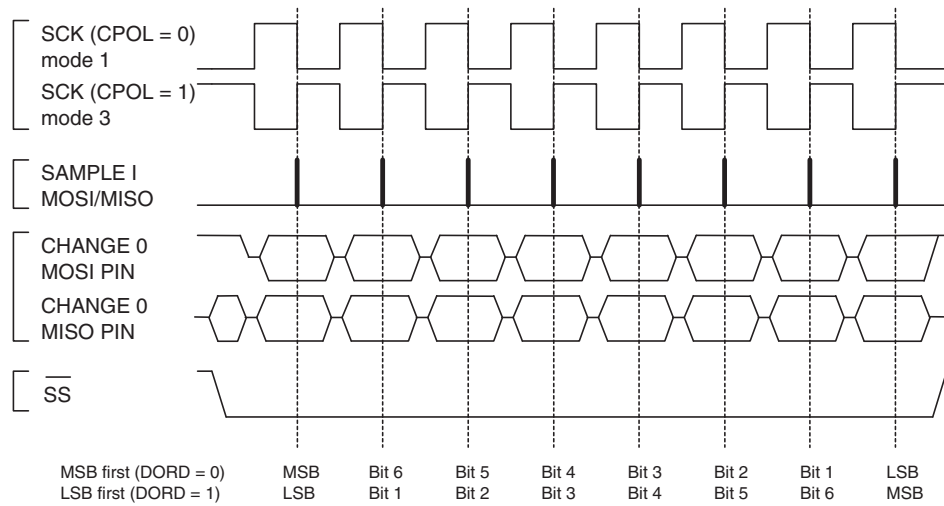 SCK (CPOL = 0)
mode 1
SCK (CPOL = 1)
mode 3
SAMPLE I
MOSI/MISO
CHANGE 0
MOSI PIN
CHANGE 0
MISO PIN
SS
MSB first (DORD = 0) MSB Bit 6 Bit 5 Bit 4 Bit 3 Bit 2 Bit 1 LSB
LSB first (DORD = 1) LSB Bit 1 Bit 2 Bit 3 Bit 4 Bit 5 Bit 6 MSB